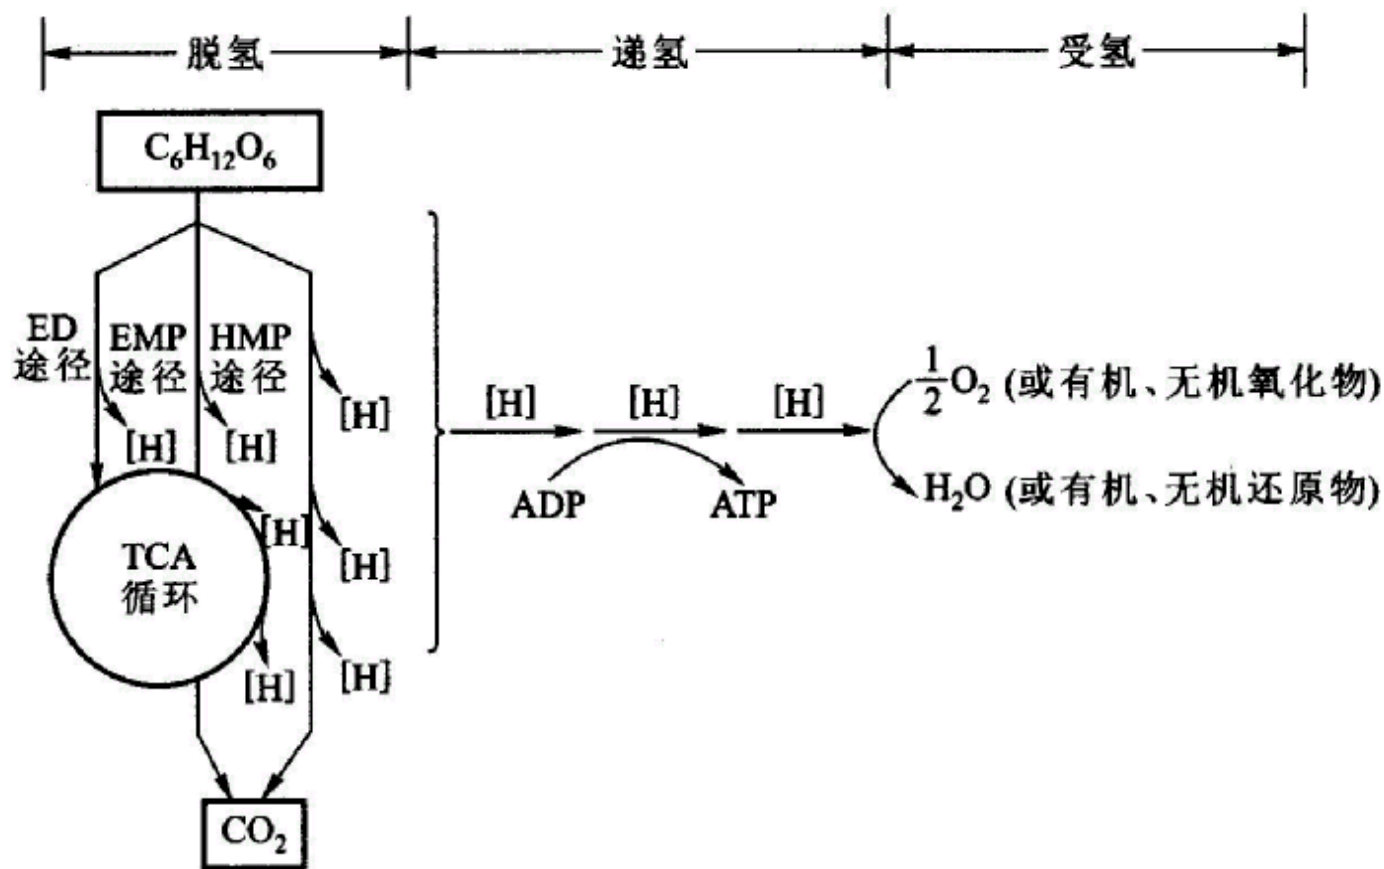 脱氢 递氢 受氢
C₆H₁₂O₆
ED
途径
EMP
途径
HMP
途径
[H]
[H]
[H]
[H]
[H]
[H]
[H]
TCA
循环
CO₂
[H]
[H]
[H]
ADP
ATP
1/2 O₂ (或有机、无机氧化物)
H₂O (或有机、无机还原物)